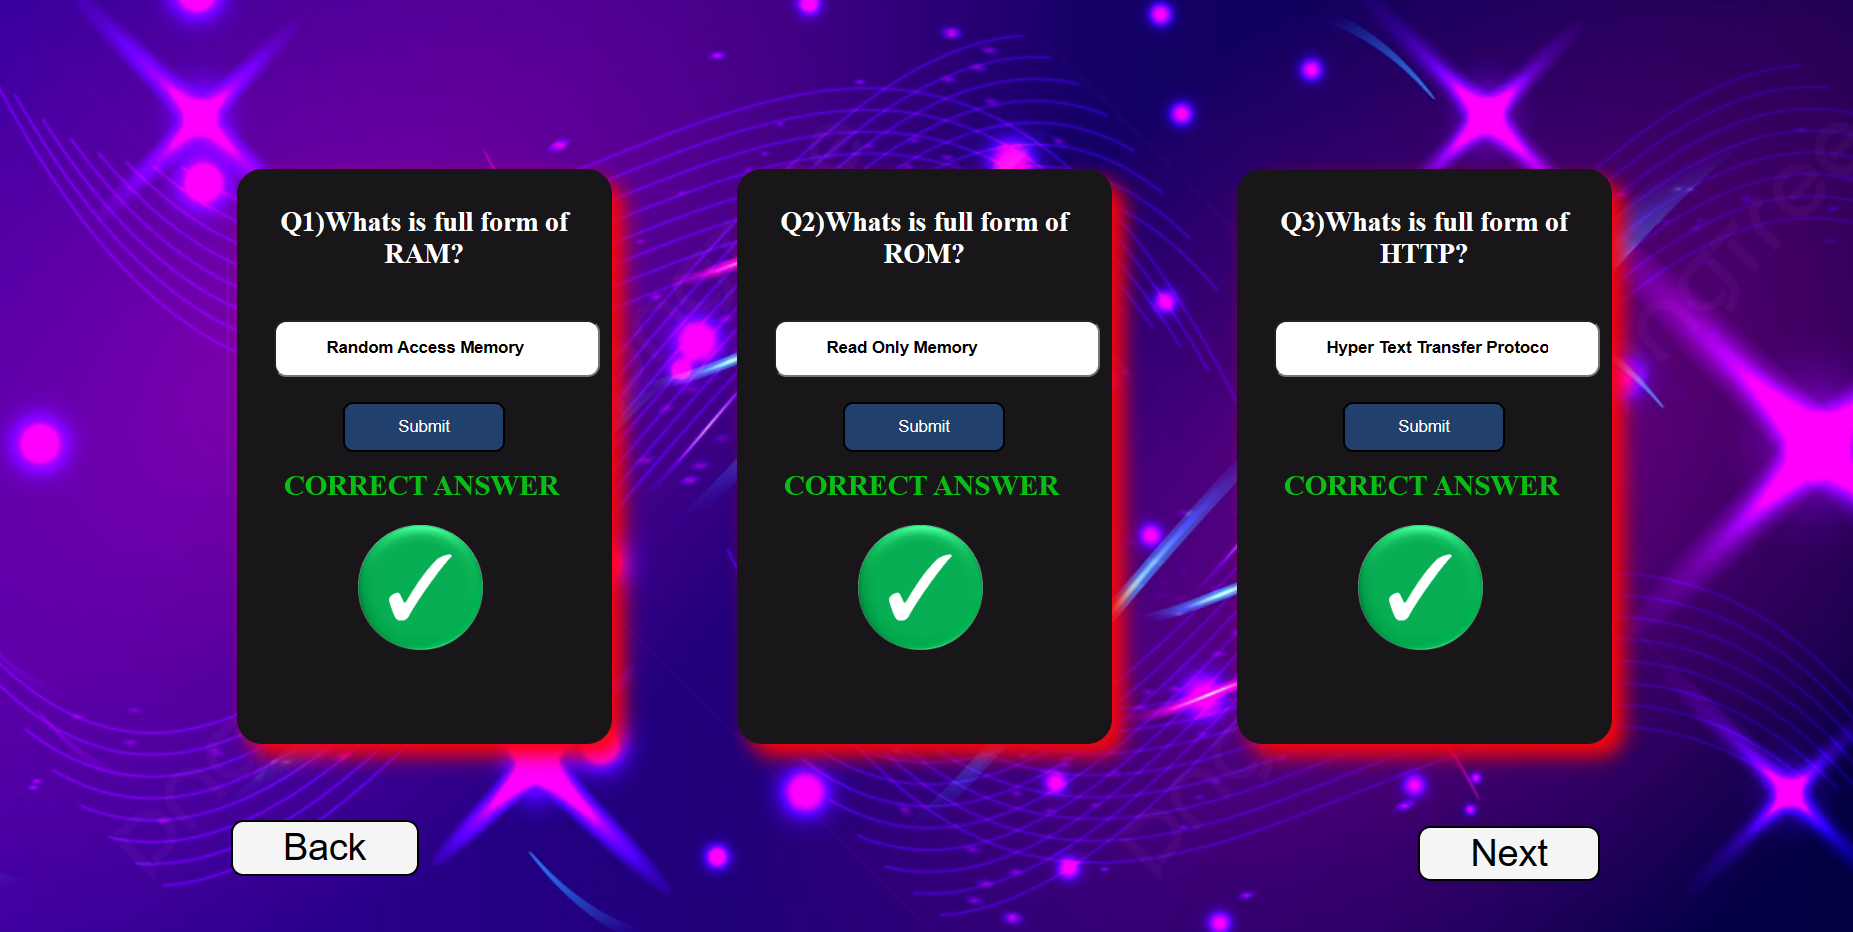 Q1)Whats is full form of
RAM?
Random Access Memory
Submit
CORRECT ANSWER
Q2)Whats is full form of
ROM?
Read Only Memory
Submit
CORRECT ANSWER
Q3)Whats is full form of
HTTP?
Hyper Text Transfer Protoco
Submit
CORRECT ANSWER
Back
Next